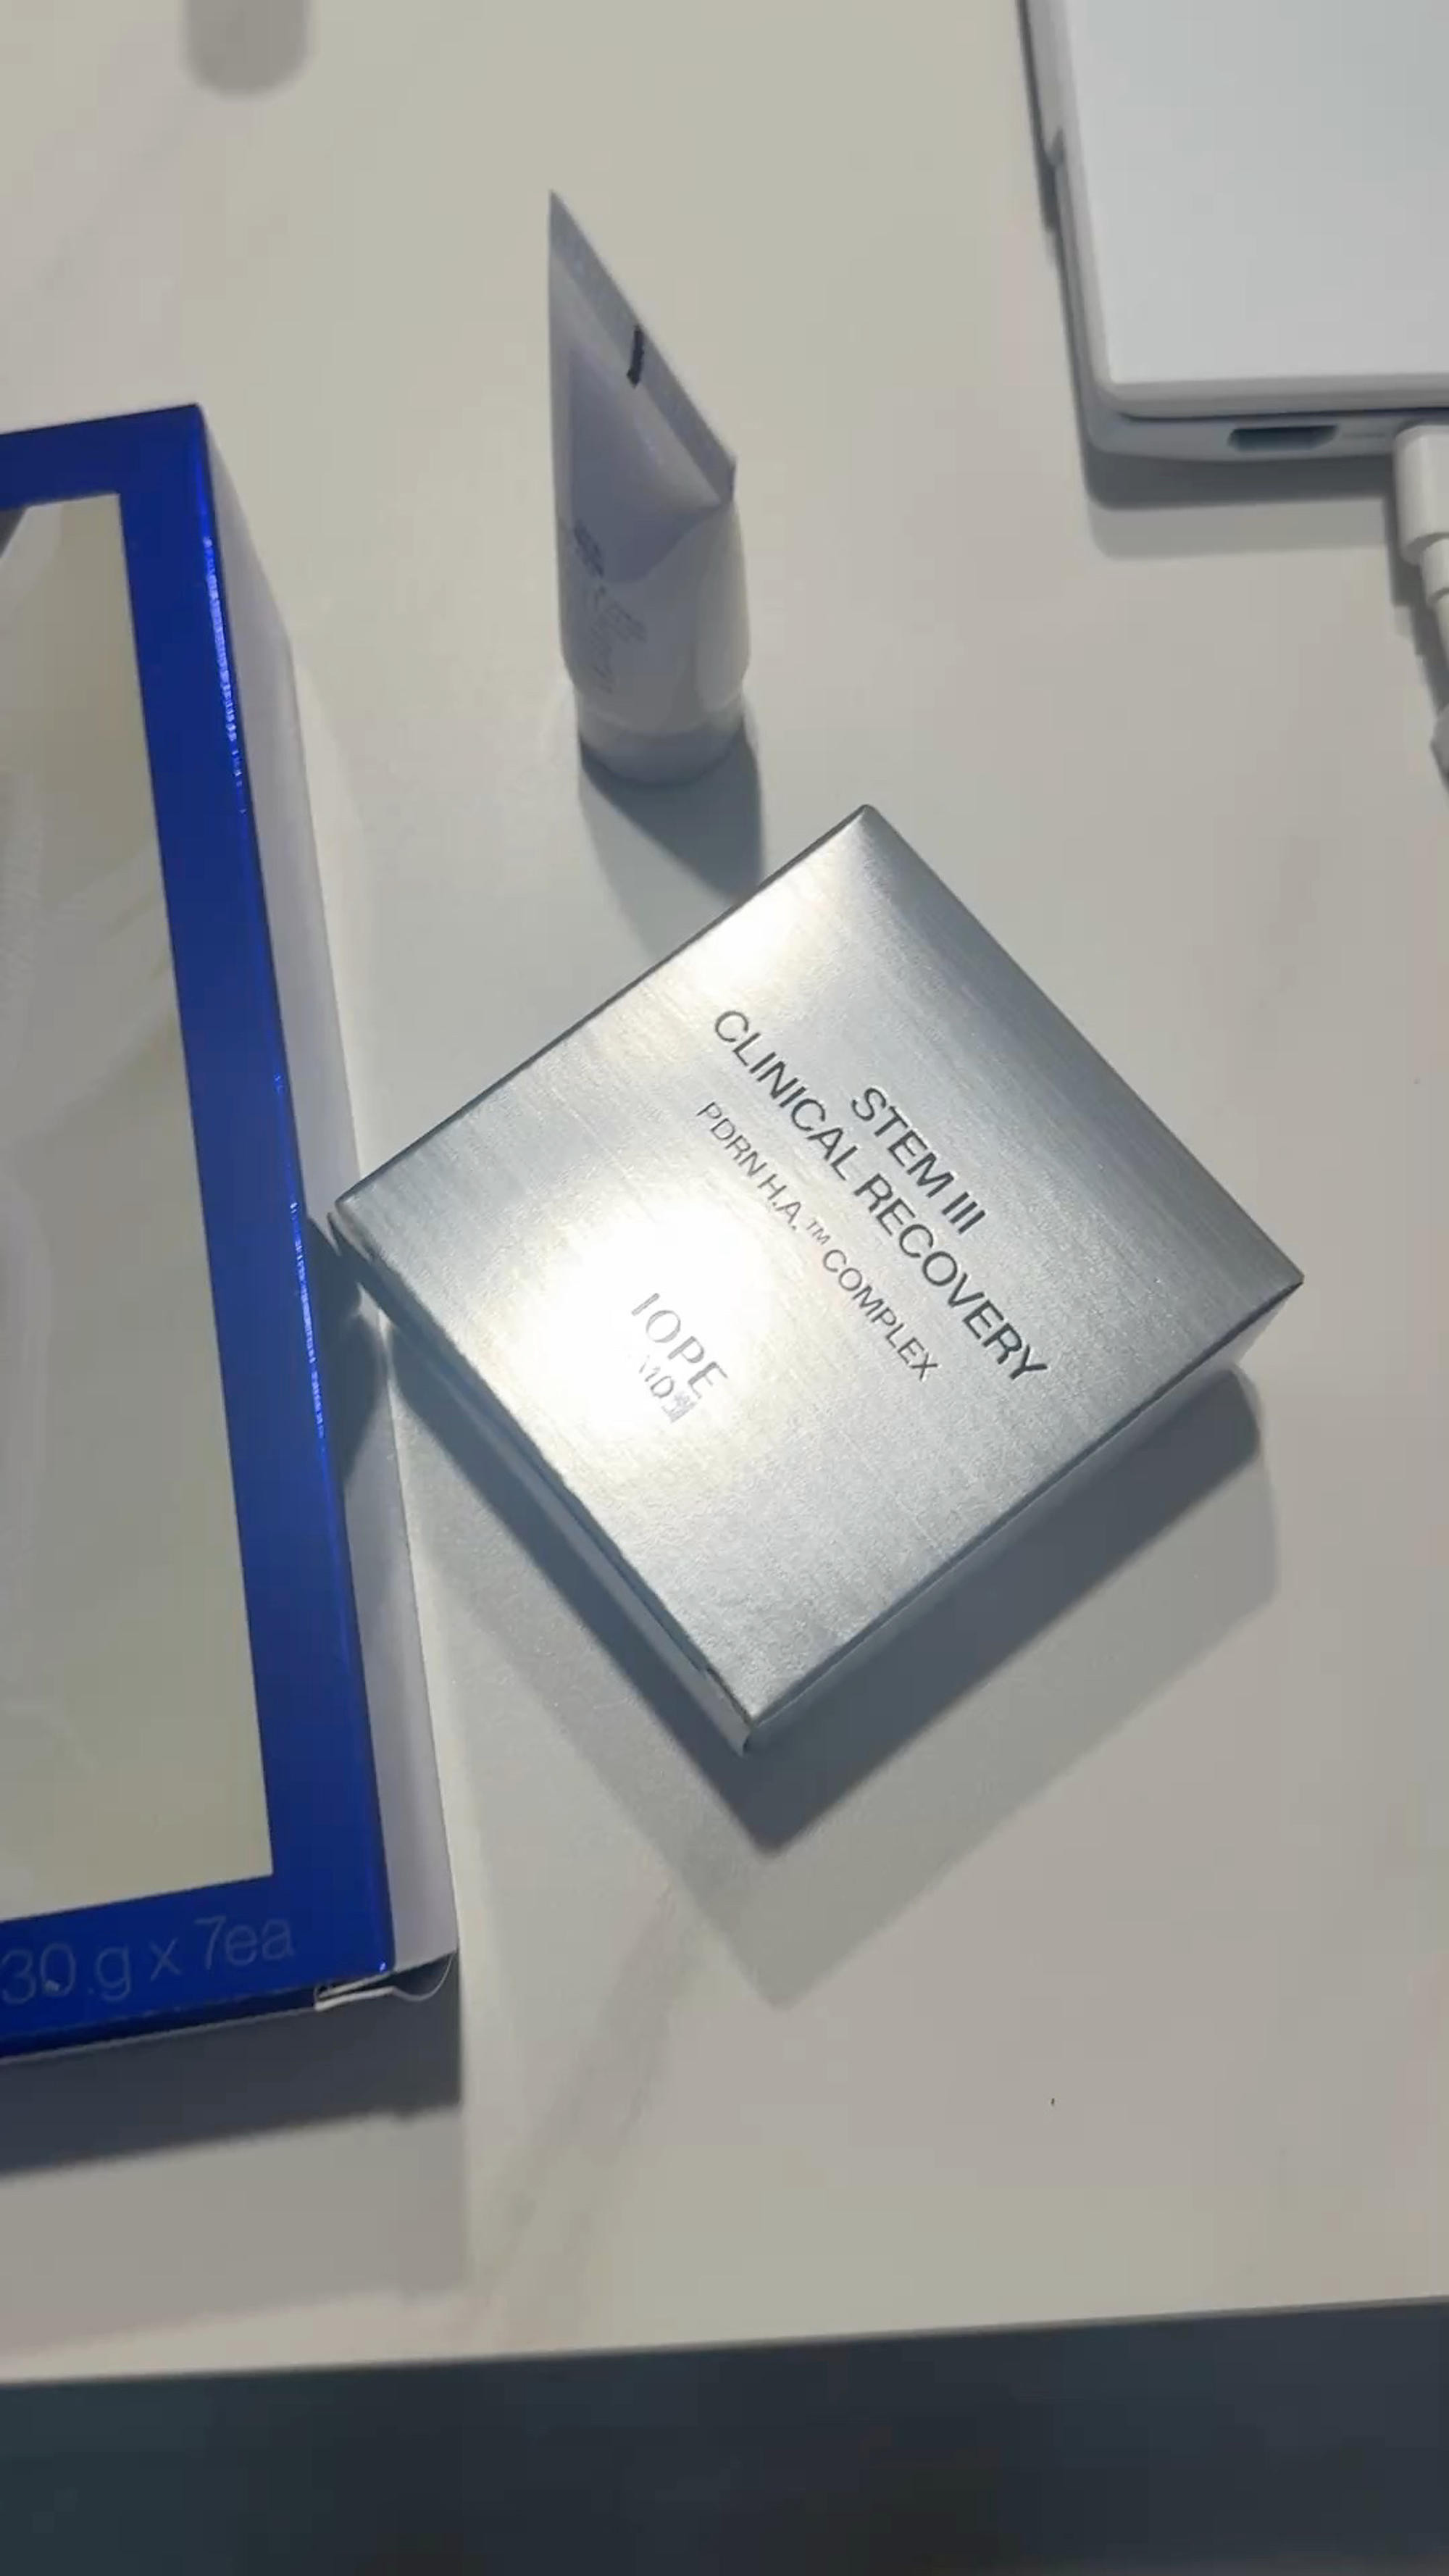 STEM III
CLINICAL RECOVERY
PDRN H.A.™ COMPLEX
IOPE
30 g x 7ea